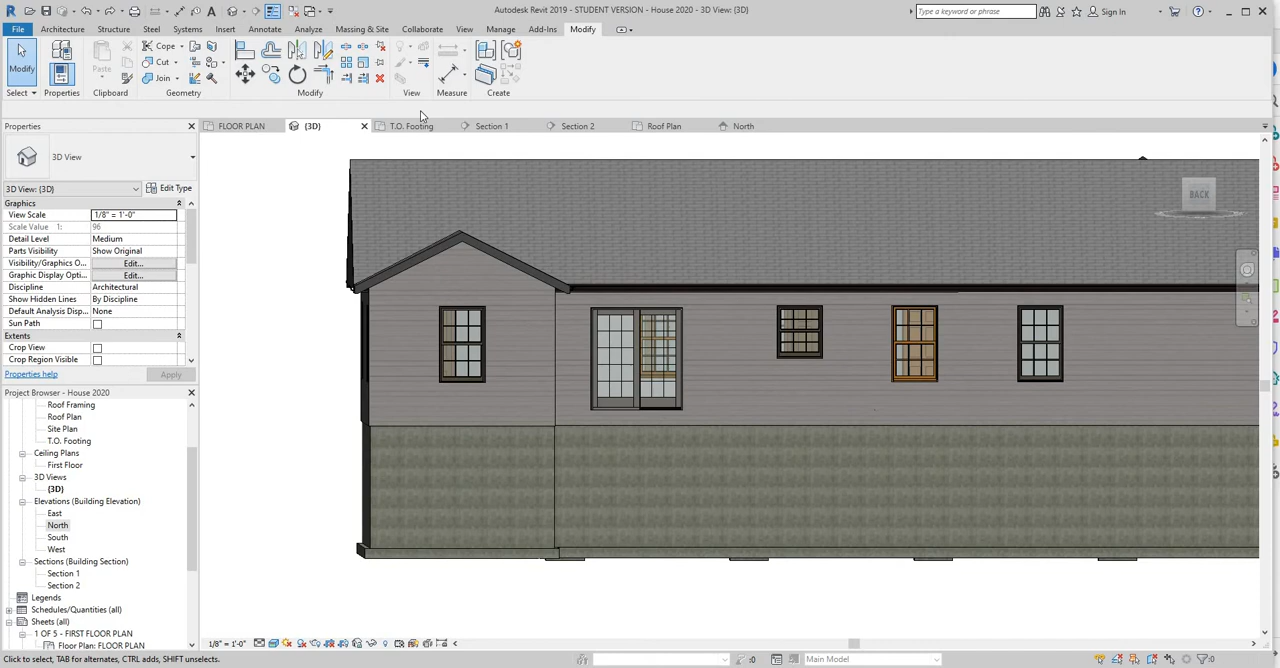 Autodesk Revit 2019 - STUDENT VERSION - House 2020 - 3D View: {3D}
Type a keyword or phrase
Sign In
File Architecture Structure Steel Systems Insert Annotate Analyze Massing & Site Collaborate View Manage Add-Ins Modify
Modify
Paste
Cope
Cut
Join
Select Properties Clipboard Geometry Modify View Measure Create
Properties
FLOOR PLAN {3D} T.O. Footing Section 1 Section 2 Roof Plan North
3D View
3D View: {3D} Edit Type
Graphics
View Scale 1/8" = 1'-0"
Scale Value 1: 96
Detail Level Medium
Parts Visibility Show Original
Visibility/Graphics O... Edit...
Graphic Display Opti... Edit...
Discipline Architectural
Show Hidden Lines By Discipline
Default Analysis Disp... None
Sun Path
Extents
Crop View
Crop Region Visible
Properties help Apply
BACK
Project Browser - House 2020
Roof Framing
Roof Plan
Site Plan
T.O. Footing
Ceiling Plans
First Floor
3D Views
{3D}
Elevations (Building Elevation)
East
North
South
West
Sections (Building Section)
Section 1
Section 2
Legends
Schedules/Quantities (all)
Sheets (all)
1 OF 5 - FIRST FLOOR PLAN
Floor Plan: FLOOR PLAN
1/8" = 1'-0"
Click to select, TAB for alternates, CTRL adds, SHIFT unselects.
:0
Main Model
:0